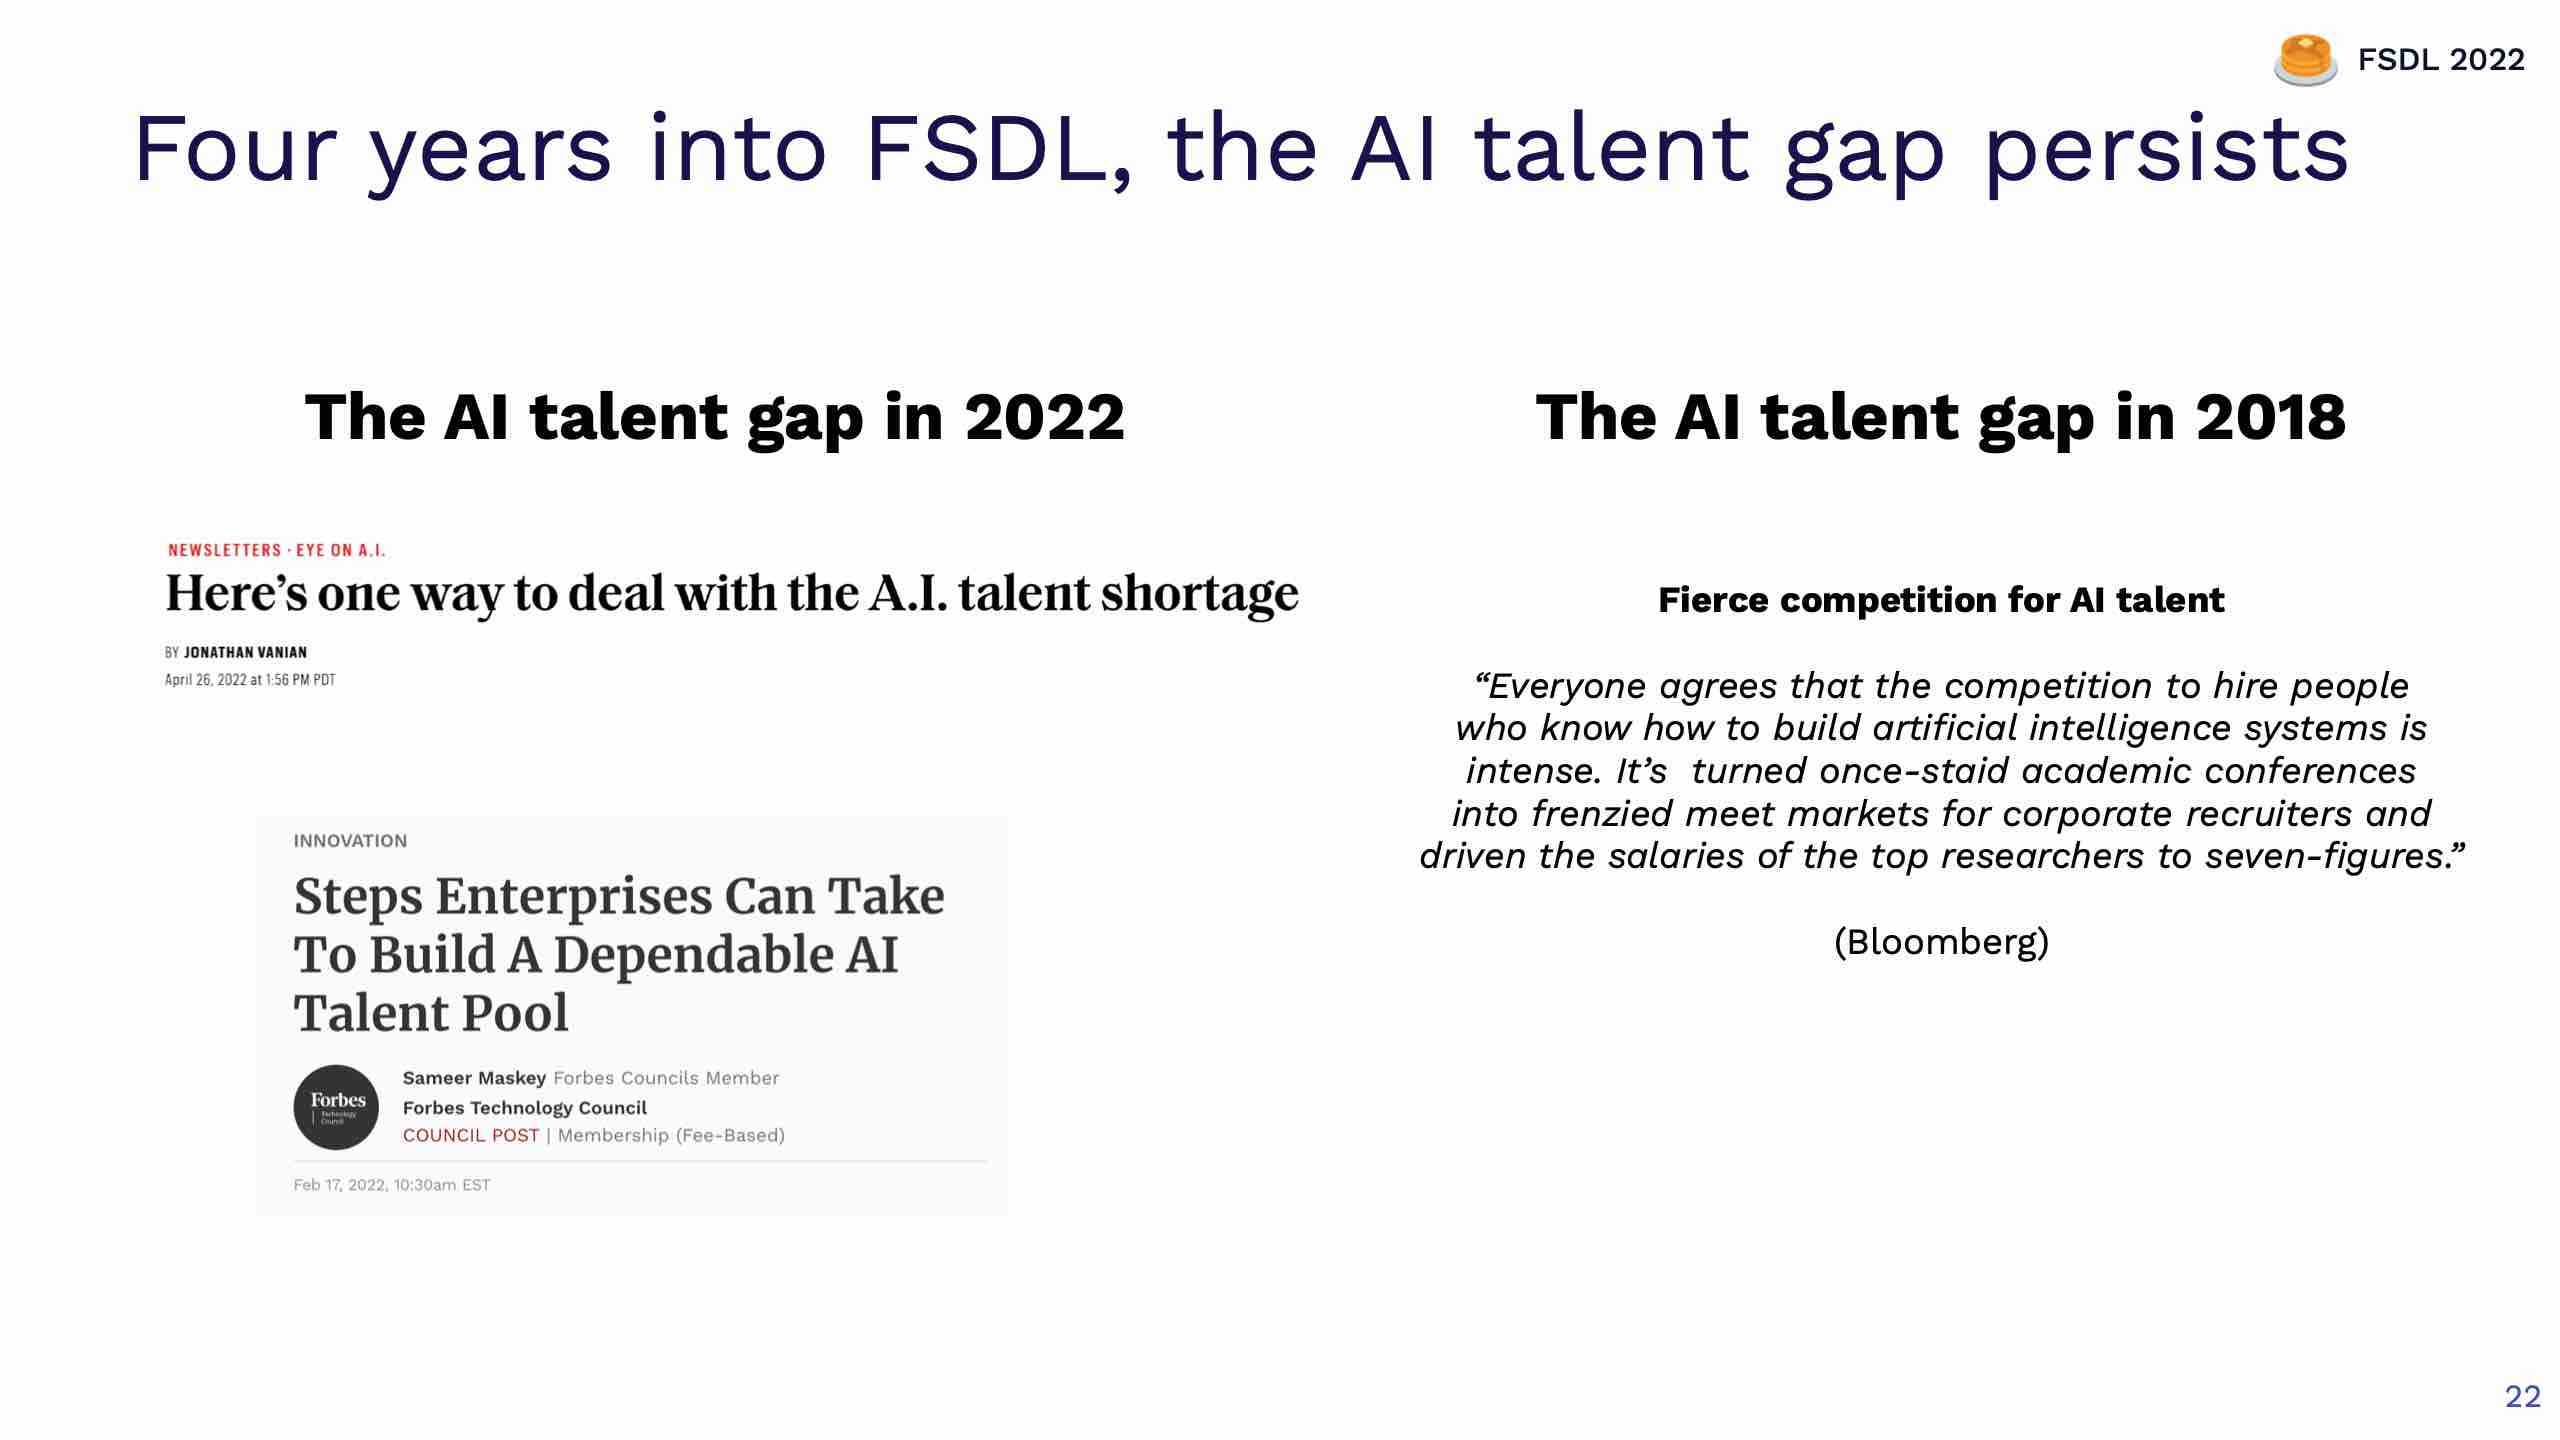 FSDL 2022
Four years into FSDL, the AI talent gap persists
The AI talent gap in 2022
NEWSLETTERS · EYE ON A.I.
Here’s one way to deal with the A.I. talent shortage
BY JONATHAN VANIAN
April 26, 2022 at 1:56 PM PDT
INNOVATION
Steps Enterprises Can Take
To Build A Dependable AI
Talent Pool
Forbes
Technology
Council
Sameer Maskey Forbes Councils Member
Forbes Technology Council
COUNCIL POST | Membership (Fee-Based)
Feb 17, 2022, 10:30am EST
The AI talent gap in 2018
Fierce competition for AI talent
“Everyone agrees that the competition to hire people
who know how to build artificial intelligence systems is
intense. It’s  turned once-staid academic conferences
into frenzied meet markets for corporate recruiters and
driven the salaries of the top researchers to seven-figures.”
(Bloomberg)
22